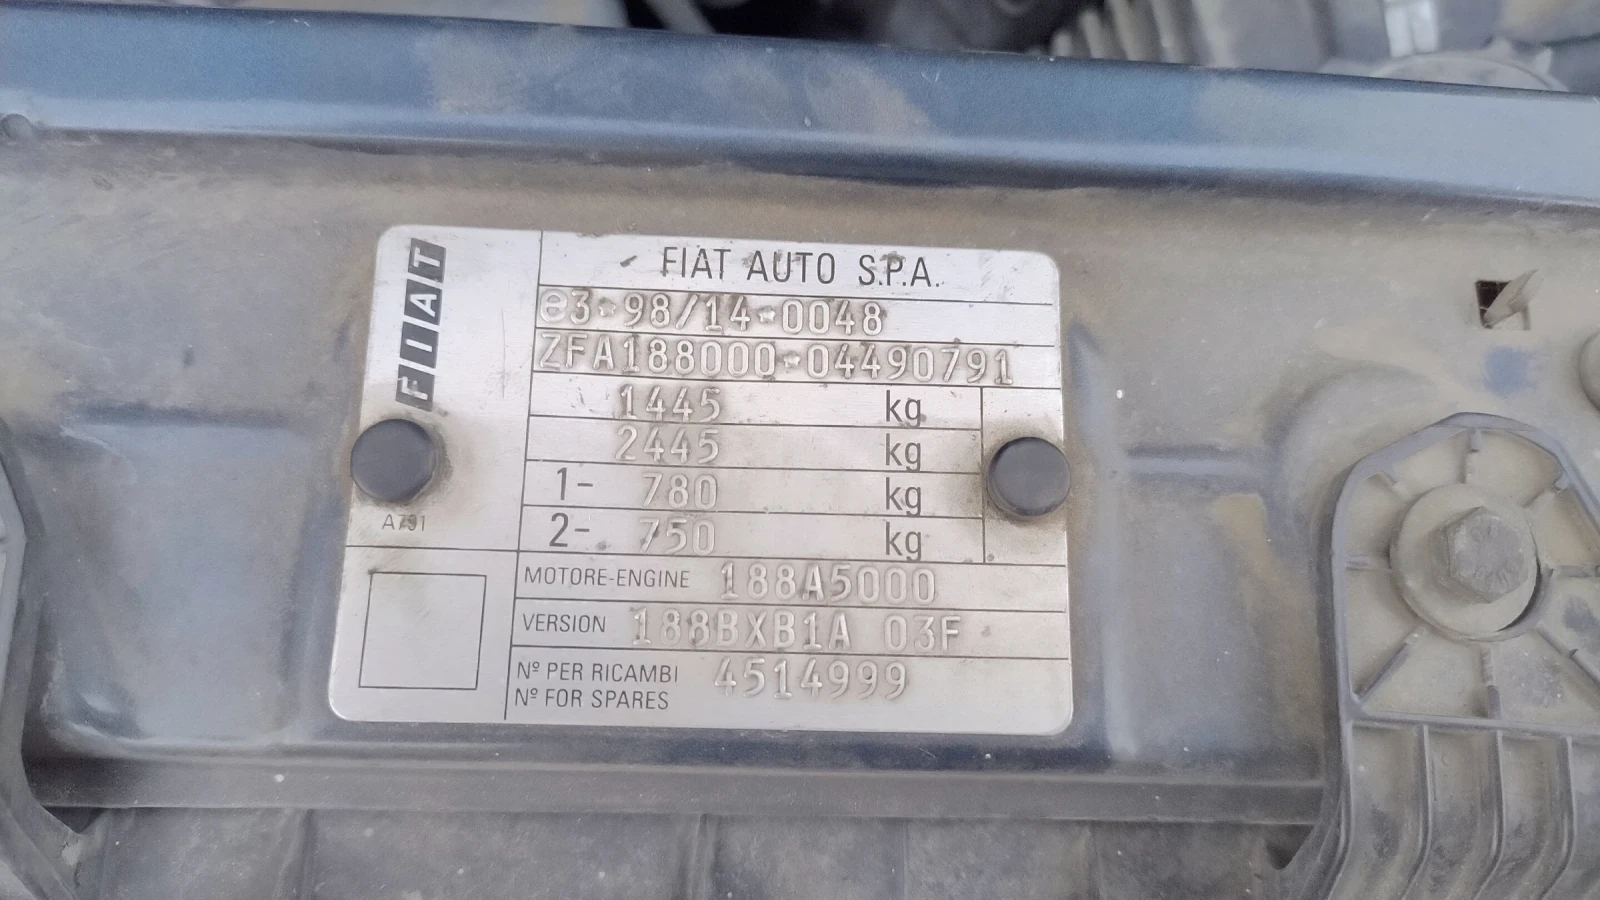 FIAT
FIAT AUTO S.P.A.
e3*98/14*0048
ZFA188000*04490791
1445 kg
2445 kg
1- 780 kg
2- 750 kg
A791
MOTORE-ENGINE 188A5000
VERSION 188BXB1A 03F
Nº PER RICAMBI
Nº FOR SPARES 4514999